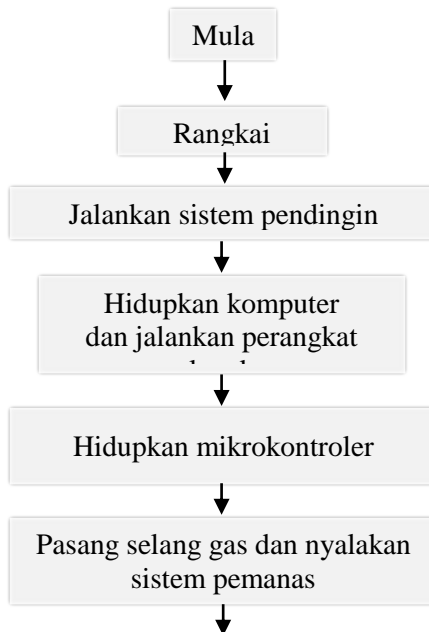 Mula
Rangkai
Jalankan sistem pendingin
Hidupkan komputer
dan jalankan perangkat
Hidupkan mikrokontroler
Pasang selang gas dan nyalakan
sistem pemanas